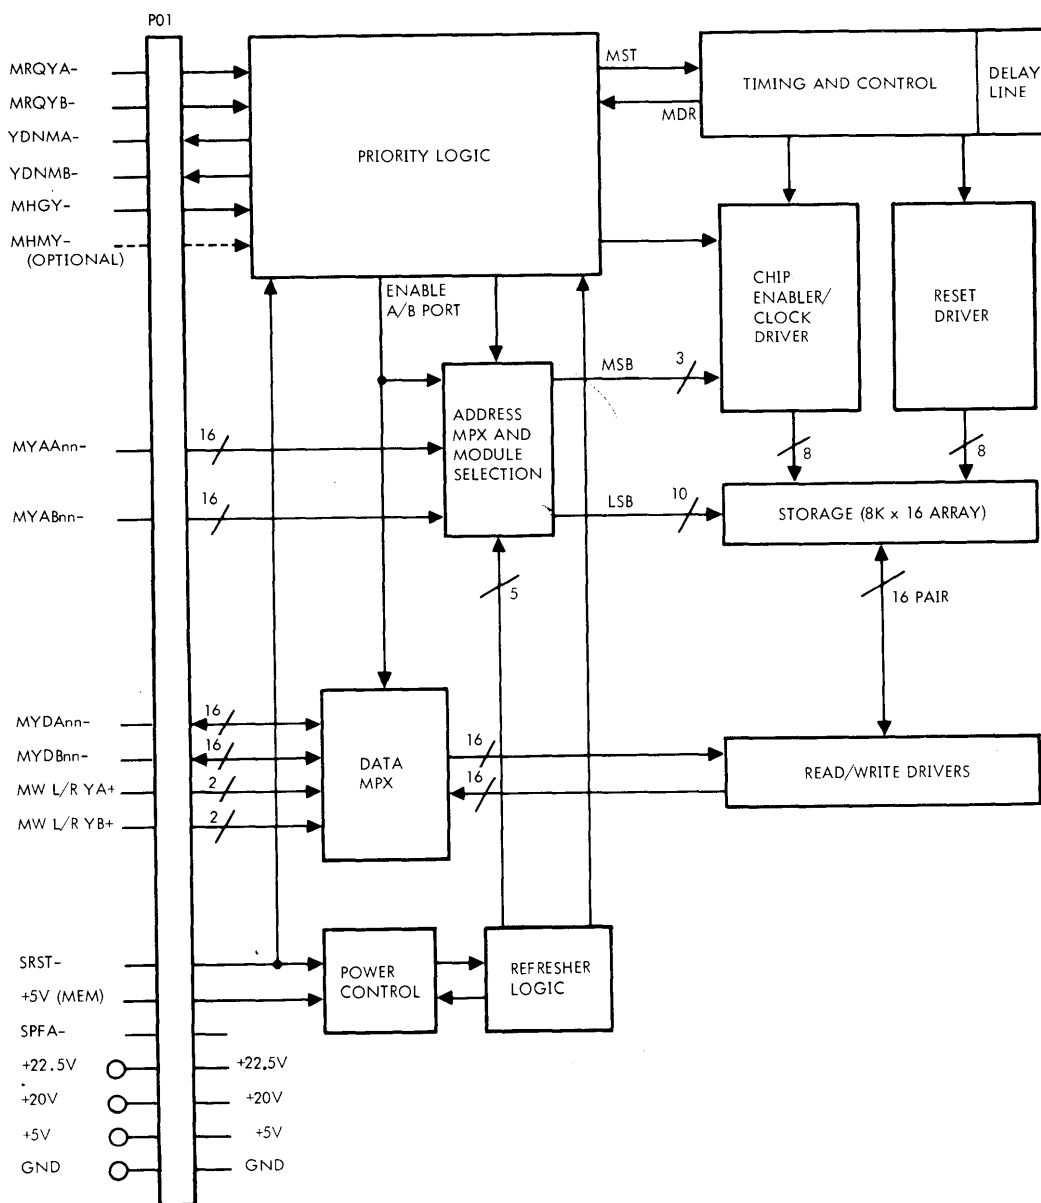 P01
MRQYA-
MRQYB-
YDNMA-
YDNMB-
MHGY-
MHMY-
(OPTIONAL)
PRIORITY LOGIC
MST
MDR
TIMING AND CONTROL
DELAY
LINE
ENABLE
A/B PORT
CHIP
ENABLER/
CLOCK
DRIVER
RESET
DRIVER
MSB
3
ADDRESS
MPX AND
MODULE
SELECTION
MYAAnn-
16
MYABnn-
16
8
8
LSB
10
STORAGE (8K x 16 ARRAY)
5
16 PAIR
MYDAnn-
16
MYDBnn-
16
MW L/R YA+
2
MW L/R YB+
2
DATA
MPX
16
16
READ/WRITE DRIVERS
SRST-
+5V (MEM)
SPFA-
POWER
CONTROL
REFRESHER
LOGIC
+22.5V
+22.5V
+20V
+20V
+5V
+5V
GND
GND